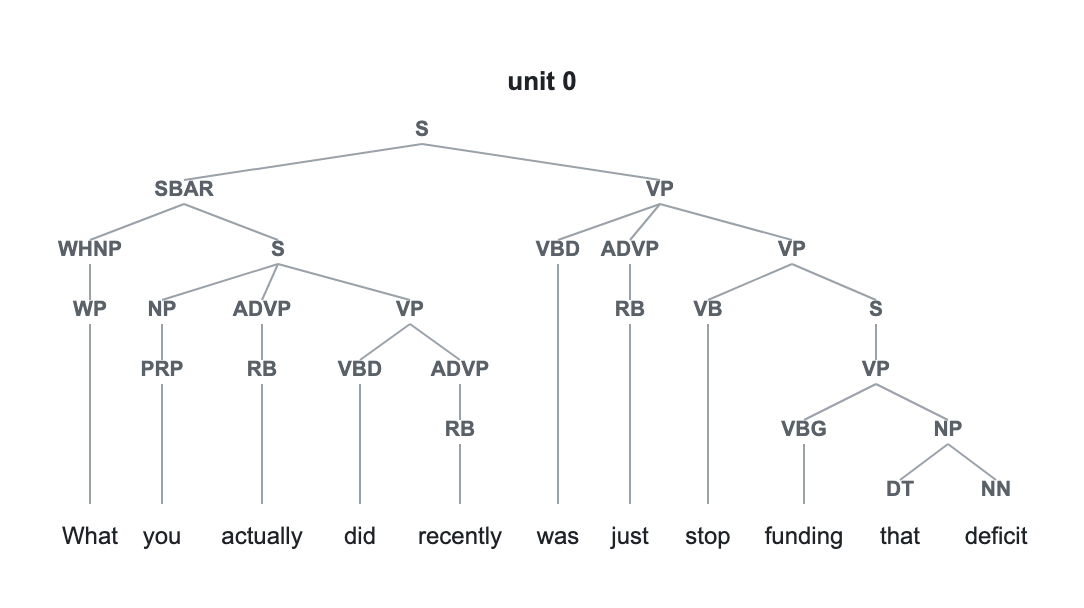 unit 0
S
SBAR VP
WHNP S VBD ADVP VP
WP NP ADVP VP RB VB S
PRP RB VBD ADVP VP
RB VBG NP
DT NN
What you actually did recently was just stop funding that deficit